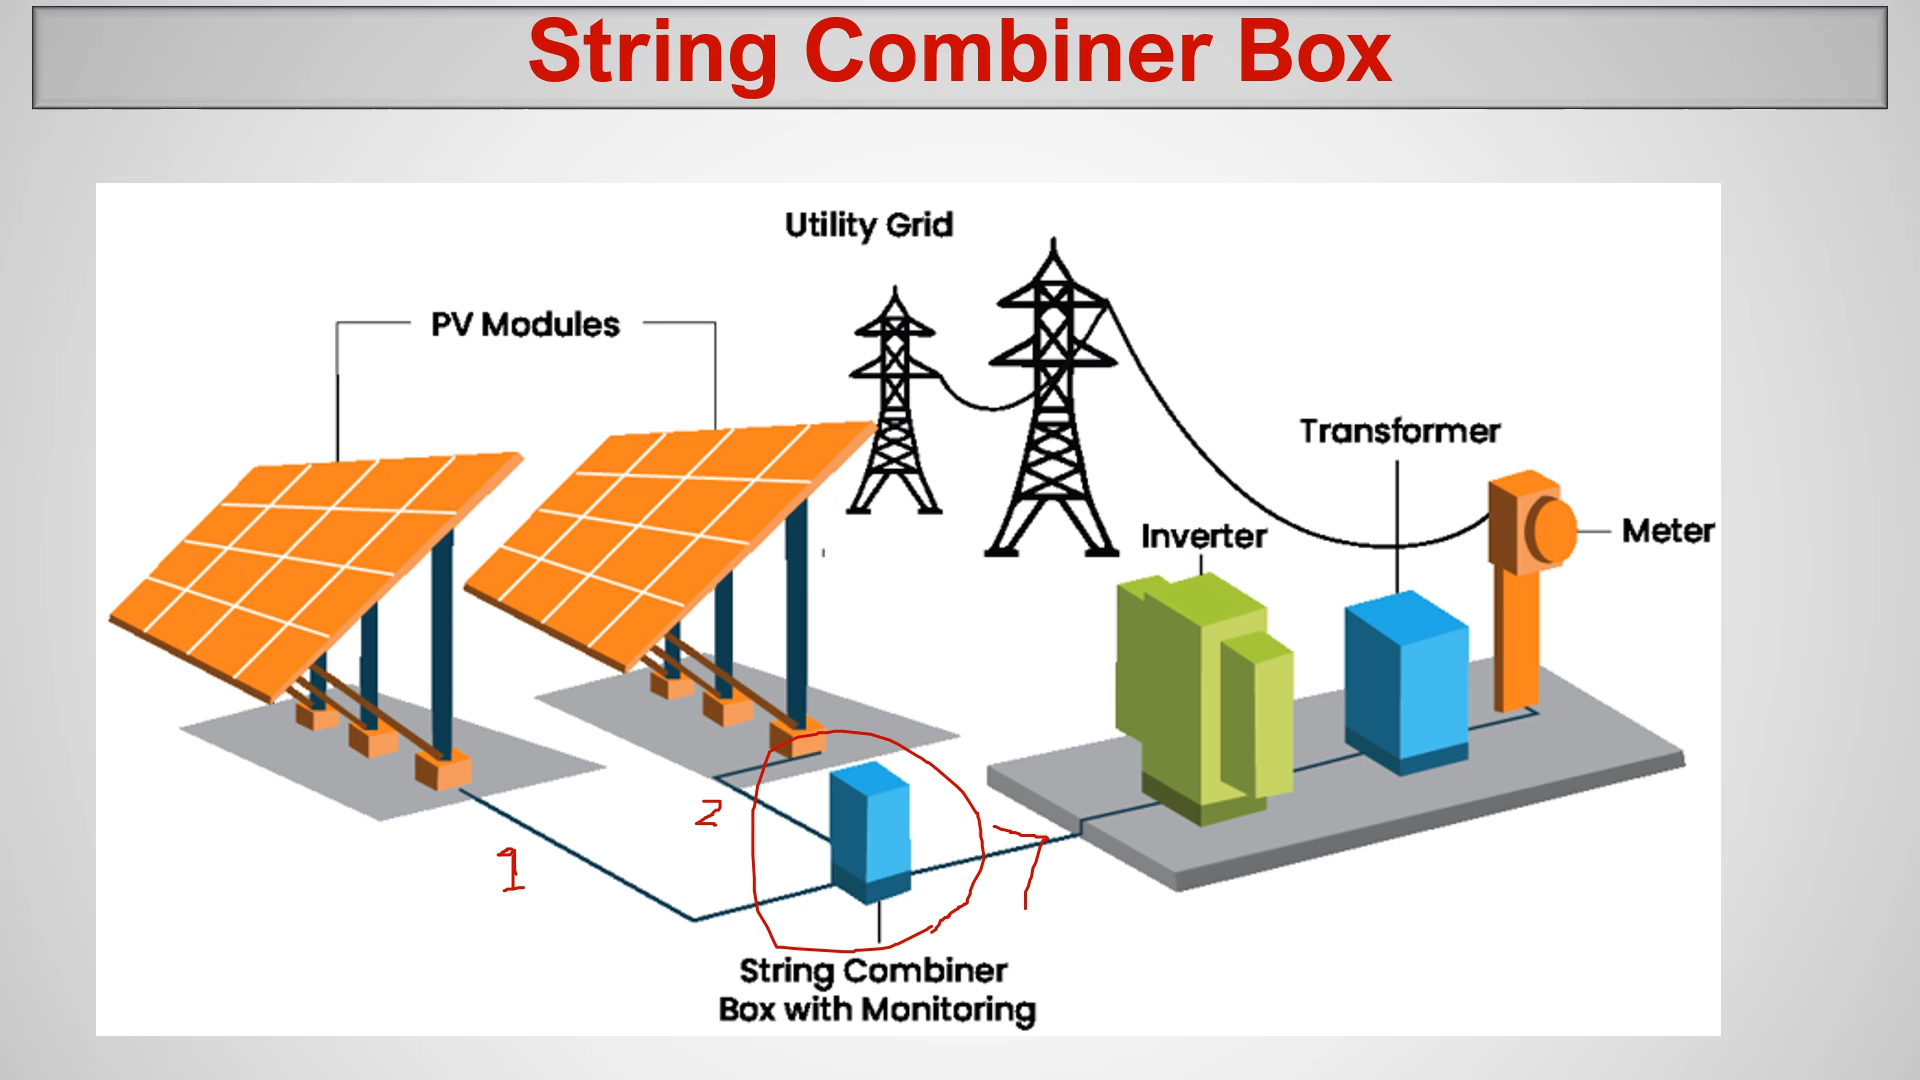 String Combiner Box
Utility Grid
PV Modules
Transformer
Inverter
Meter
2
1
String Combiner
Box with Monitoring